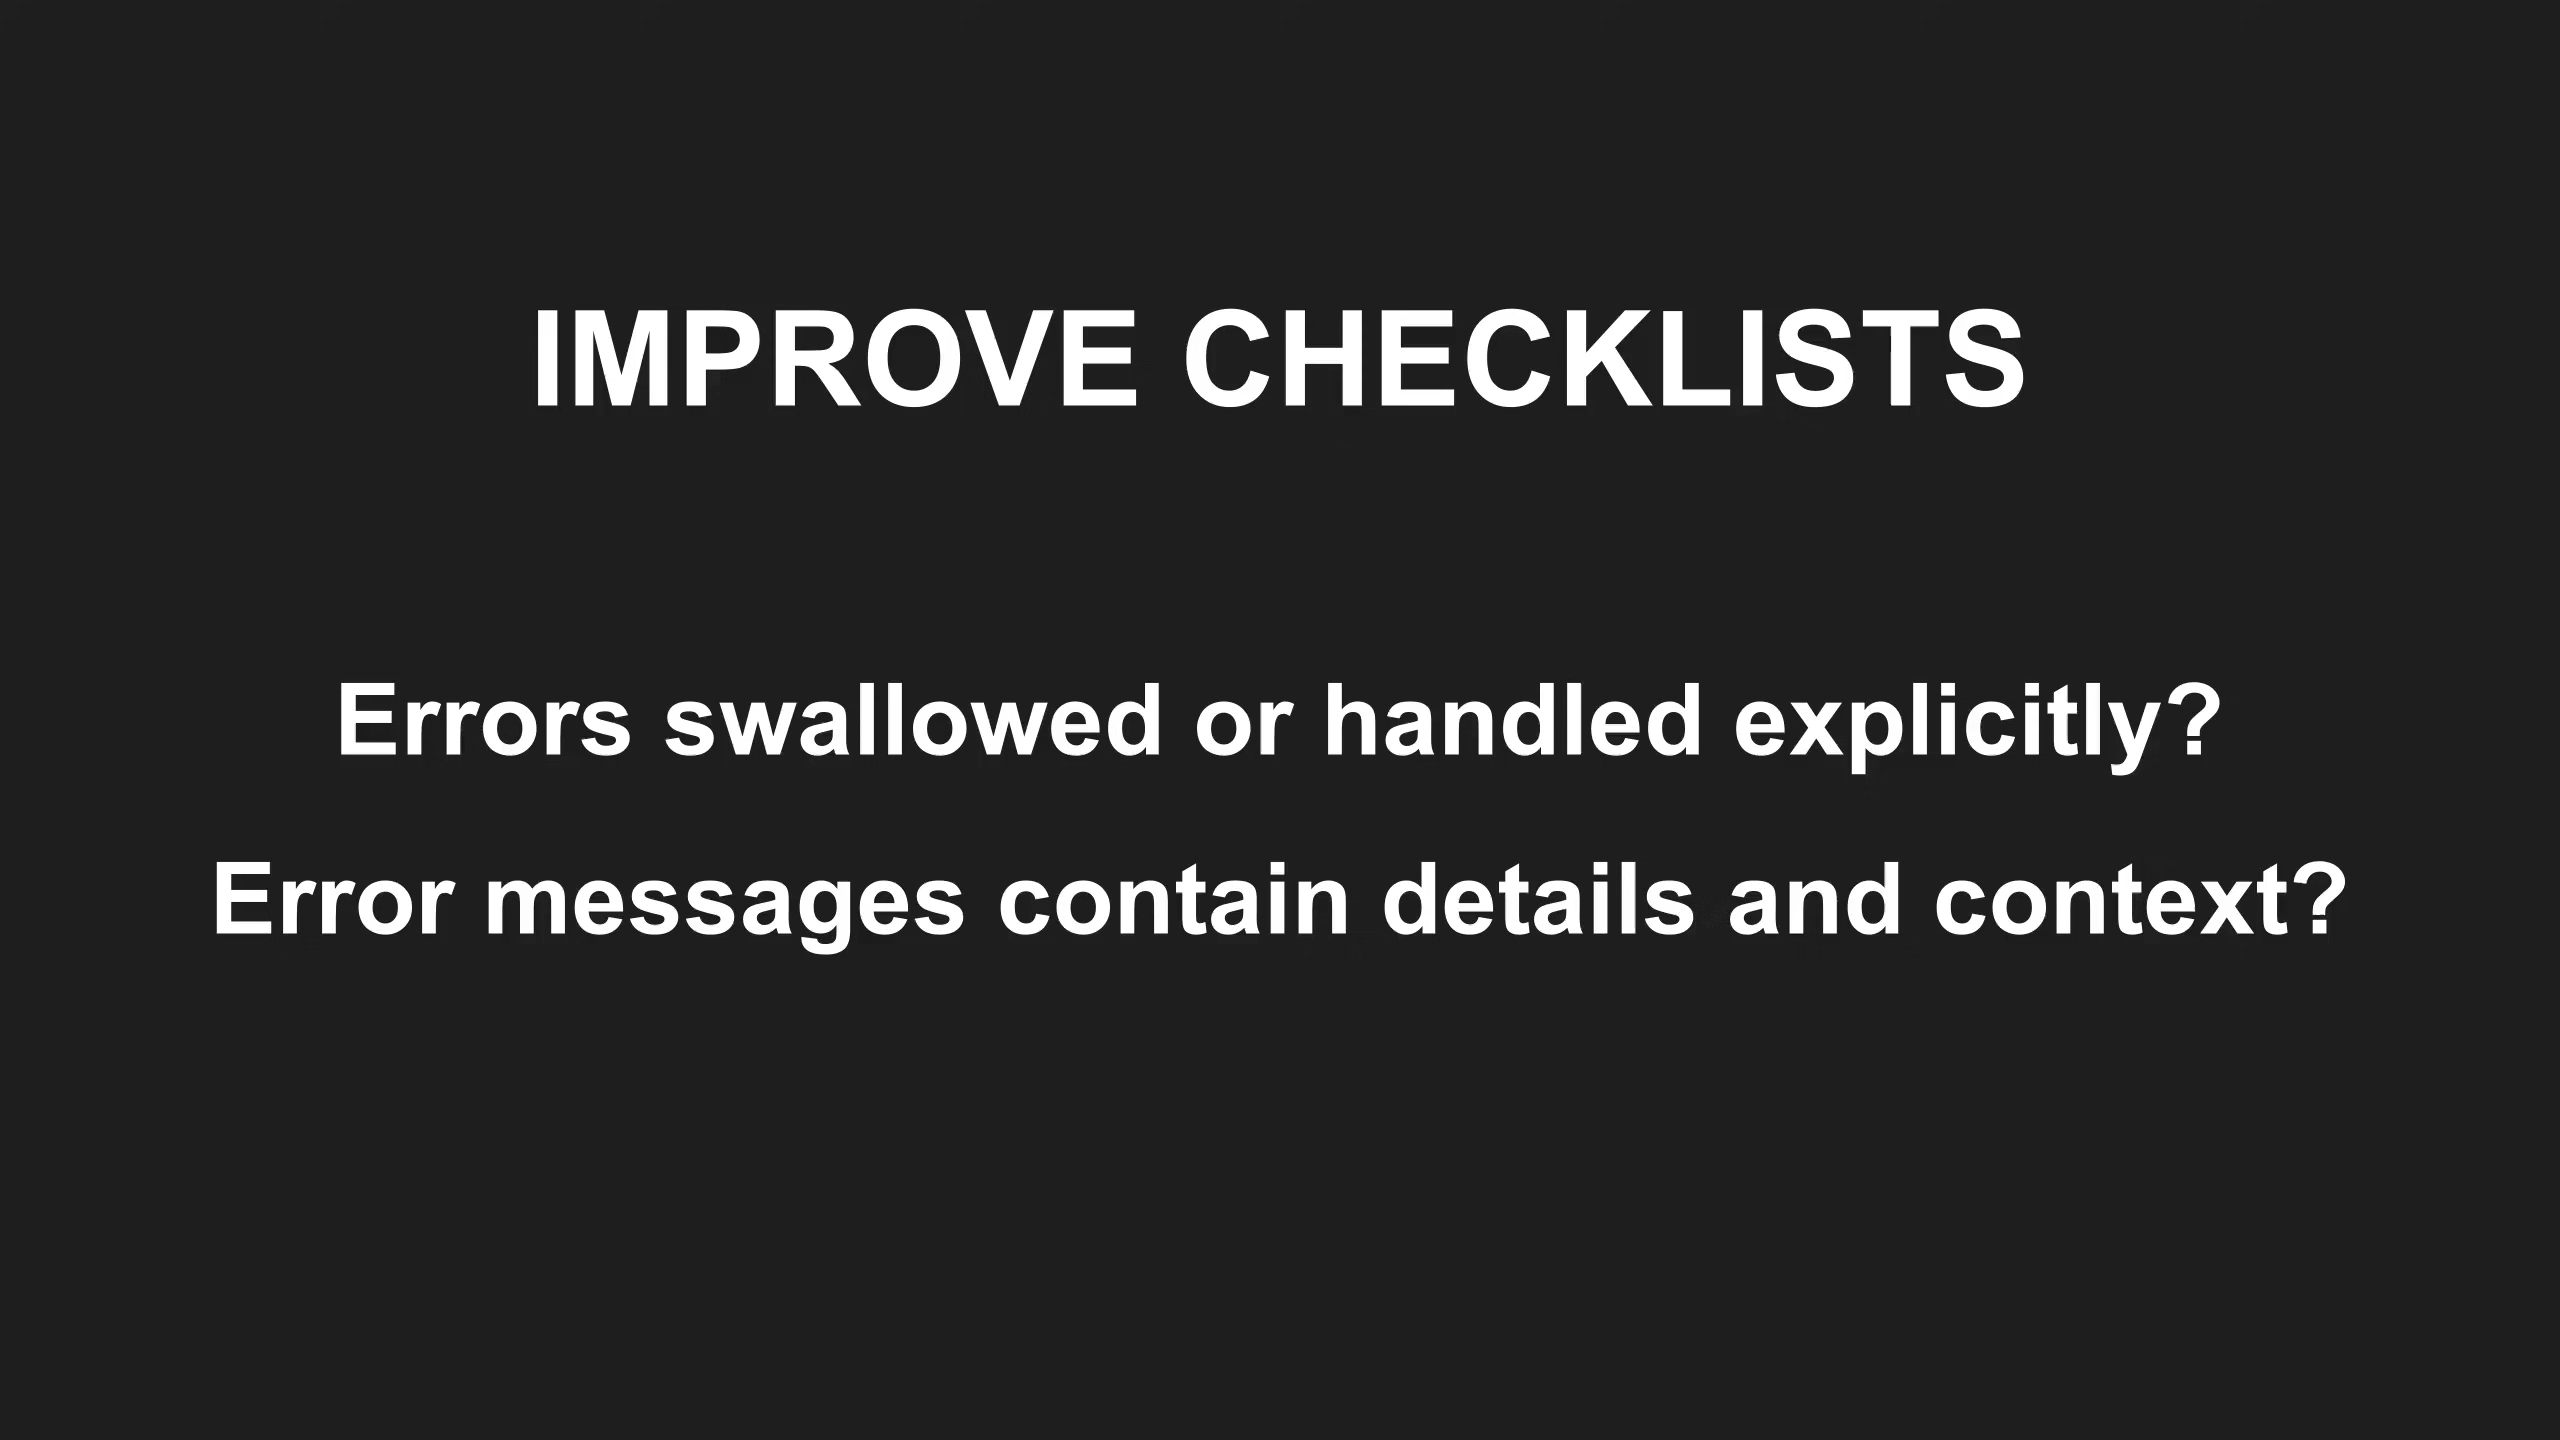 IMPROVE CHECKLISTS
Errors swallowed or handled explicitly?
Error messages contain details and context?